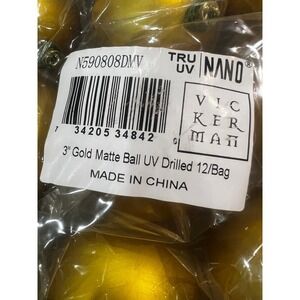 N590808DMV
TRU UV NANO®
VIC
KER
MAN
7 34205 34842 0
3" Gold Matte Ball UV Drilled 12/Bag
MADE IN CHINA